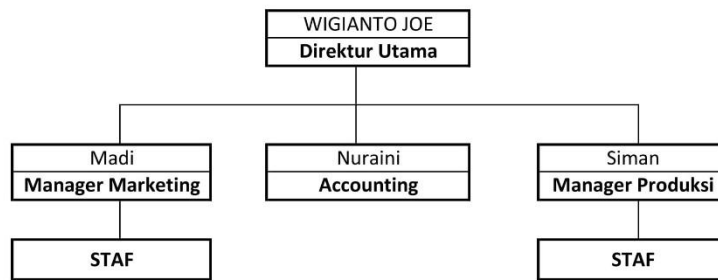 WIGIANTO JOE
Direktur Utama
Madi
Manager Marketing
Nuraini
Accounting
Siman
Manager Produksi
STAF
STAF